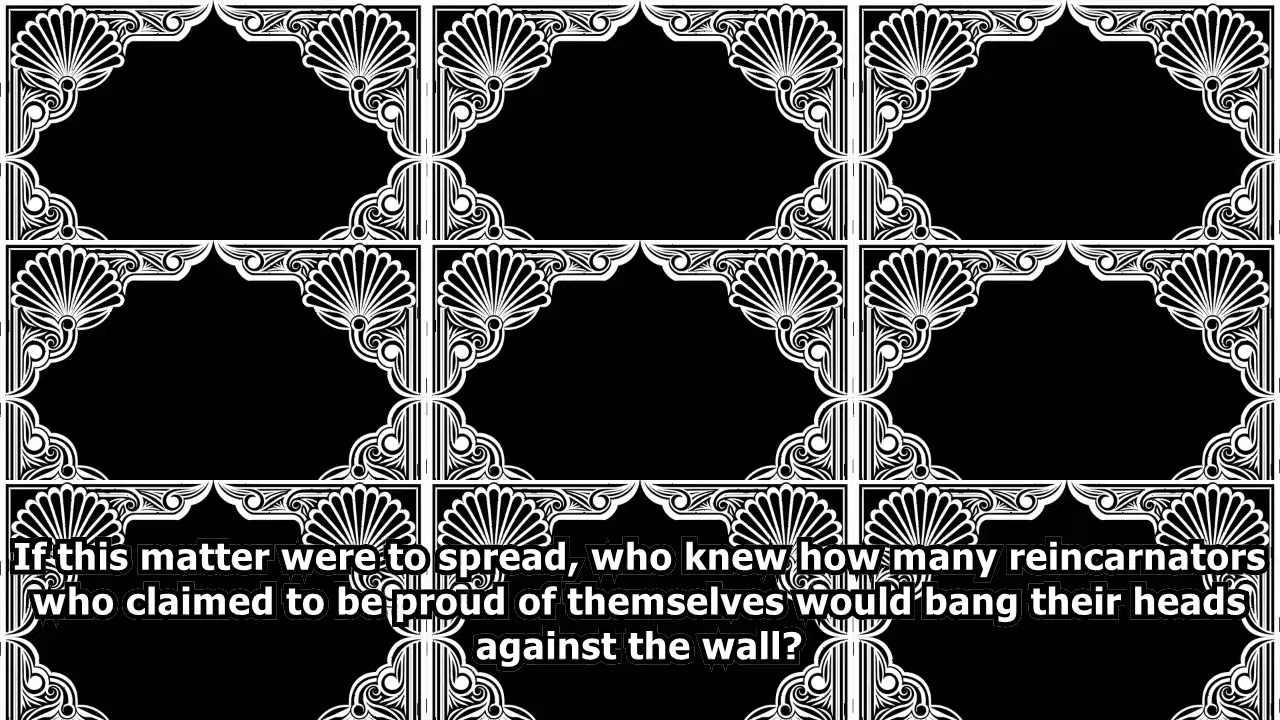 If this matter were to spread, who knew how many reincarnators
who claimed to be proud of themselves would bang their heads
against the wall?